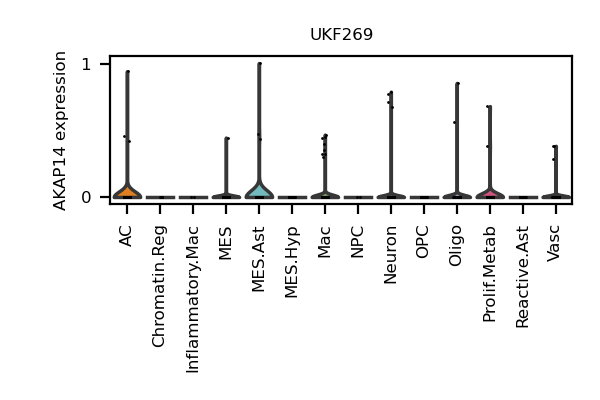 UKF269
AKAP14 expression
1
0
AC
Chromatin.Reg
Inflammatory.Mac
MES
MES.Ast
MES.Hyp
Mac
NPC
Neuron
OPC
Oligo
Prolif.Metab
Reactive.Ast
Vasc